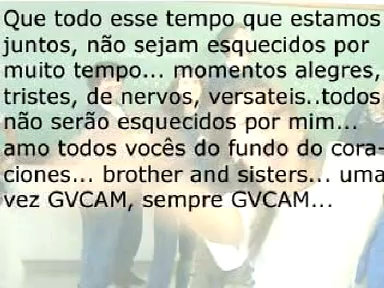 Que todo esse tempo que estamos
juntos, não sejam esquecidos por
muito tempo... momentos alegres,
tristes, de nervos, versateis..todos
não serão esquecidos por mim...
amo todos vocês do fundo do cora-
ciones... brother and sisters... uma
vez GVCAM, sempre GVCAM...